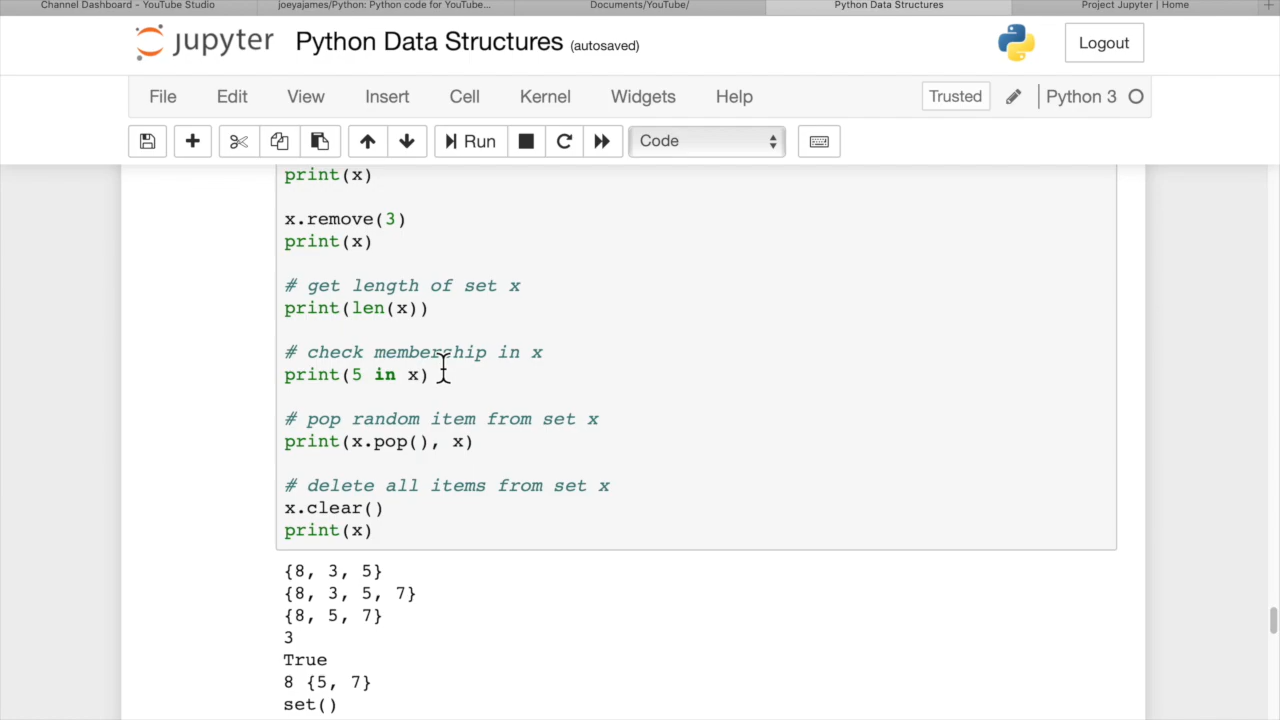 Channel Dashboard - YouTube Studio
joeyajames/Python: Python code for YouTube...
Documents/YouTube/
Python Data Structures
Project Jupyter | Home
jupyter Python Data Structures (autosaved)
Logout
File Edit View Insert Cell Kernel Widgets Help
Trusted
Python 3
Run
Code
print(x)
x.remove(3)
print(x)
# get length of set x
print(len(x))
# check membership in x
print(5 in x)
# pop random item from set x
print(x.pop(), x)
# delete all items from set x
x.clear()
print(x)
{8, 3, 5}
{8, 3, 5, 7}
{8, 5, 7}
3
True
8 {5, 7}
set()